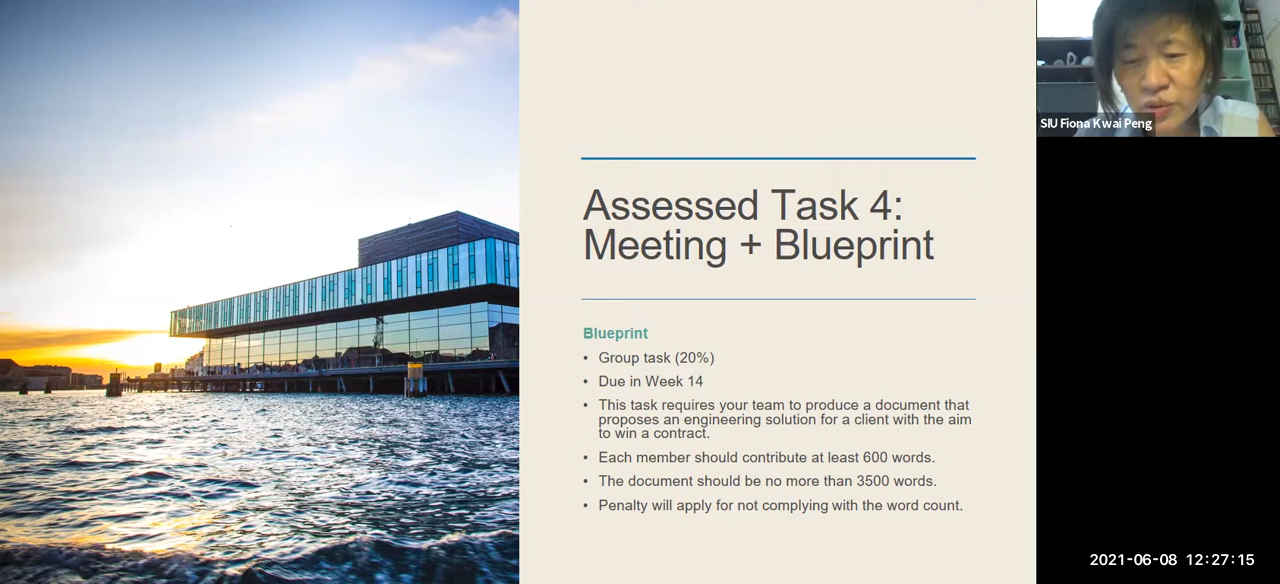 SIU Fiona Kwai Peng
Assessed Task 4:
Meeting + Blueprint
Blueprint
• Group task (20%)
• Due in Week 14
• This task requires your team to produce a document that
proposes an engineering solution for a client with the aim
to win a contract.
• Each member should contribute at least 600 words.
• The document should be no more than 3500 words.
• Penalty will apply for not complying with the word count.
2021-06-08 12:27:15